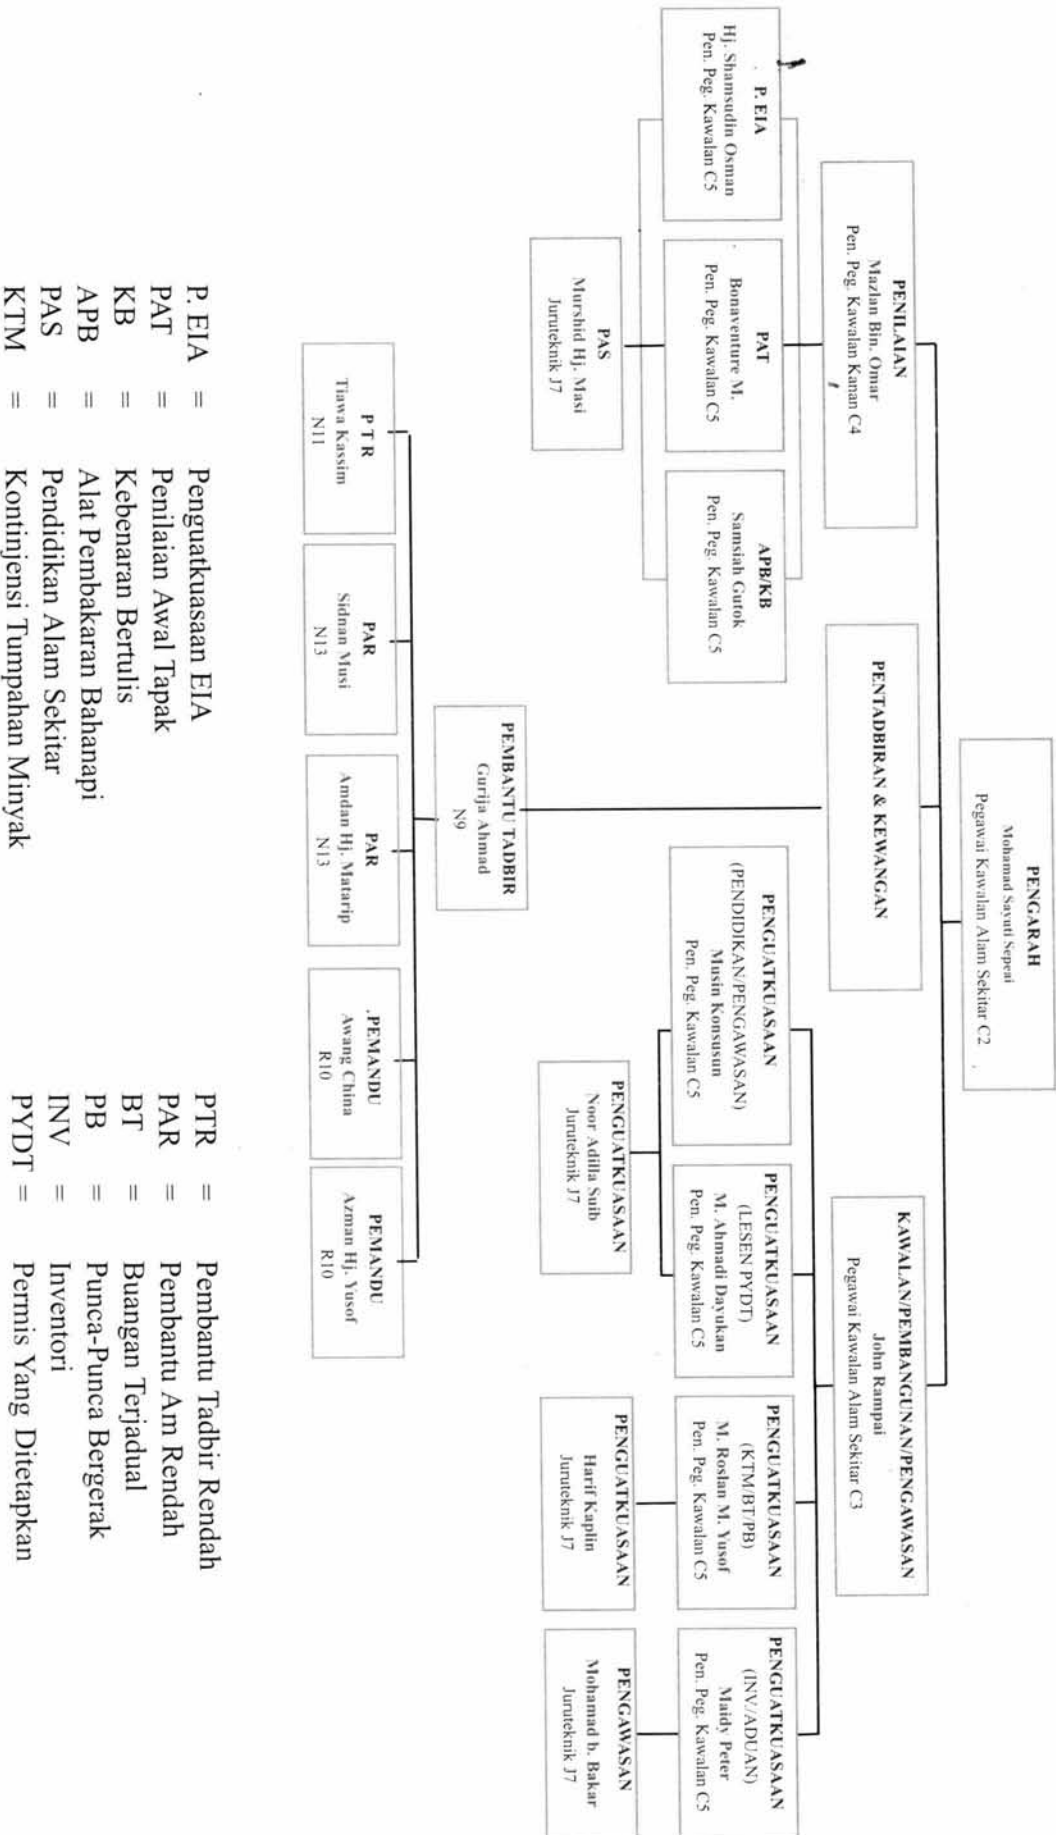 PENGARAH
Mohamad Sayuti Sepeai
Pegawai Kawalan Alam Sekitar C2
PENILAIAN
Mazlan Bin. Omar
Pen. Peg. Kawalan Kanan C4
PENTADBIRAN & KEWANGAN
KAWALAN/PEMBANGUNAN/PENGAWASAN
John Rampai
Pegawai Kawalan Alam Sekitar C3
P. EIA
Hj. Shamsudin Osman
Pen. Peg. Kawalan C5
PAT
Bonaventure M.
Pen. Peg. Kawalan C5
APB/KB
Samsiah Gutok
Pen. Peg. Kawalan C5
PENGUATKUASAAN
(PENDIDIKAN/PENGAWASAN)
Musin Konsusun
Pen. Peg. Kawalan C5
PENGUATKUASAAN
(LESEN PYDT)
M. Ahmadi Dayukan
Pen. Peg. Kawalan C5
PENGUATKUASAAN
(KTM/BT/PB)
M. Roslan M. Yusof
Pen. Peg. Kawalan C5
PENGUATKUASAAN
(INV./ADUAN)
Maidy Peter
Pen. Peg. Kawalan C5
PAS
Murshid Hj. Masi
Juruteknik J7
PEMBANTU TADBIR
Gurija Ahmad
N9
PENGUATKUASAAN
Noor Adilla Suib
Juruteknik J7
PENGUATKUASAAN
Harif Kaplin
Juruteknik J7
PENGAWASAN
Mohamad b. Bakar
Juruteknik J7
P T R
Tiawa Kassim
N11
PAR
Sidnan Musi
N13
PAR
Amdan Hj. Matarip
N13
PEMANDU
Awang China
R10
PEMANDU
Azman Hj. Yusof
R10
P. EIA = Penguatkuasaan EIA
PAT = Penilaian Awal Tapak
KB = Kebenaran Bertulis
APB = Alat Pembakaran Bahanapi
PAS = Pendidikan Alam Sekitar
KTM = Kontinjensi Tumpahan Minyak
PTR = Pembantu Tadbir Rendah
PAR = Pembantu Am Rendah
BT = Buangan Terjadual
PB = Punca-Punca Bergerak
INV = Inventori
PYDT = Permis Yang Ditetapkan